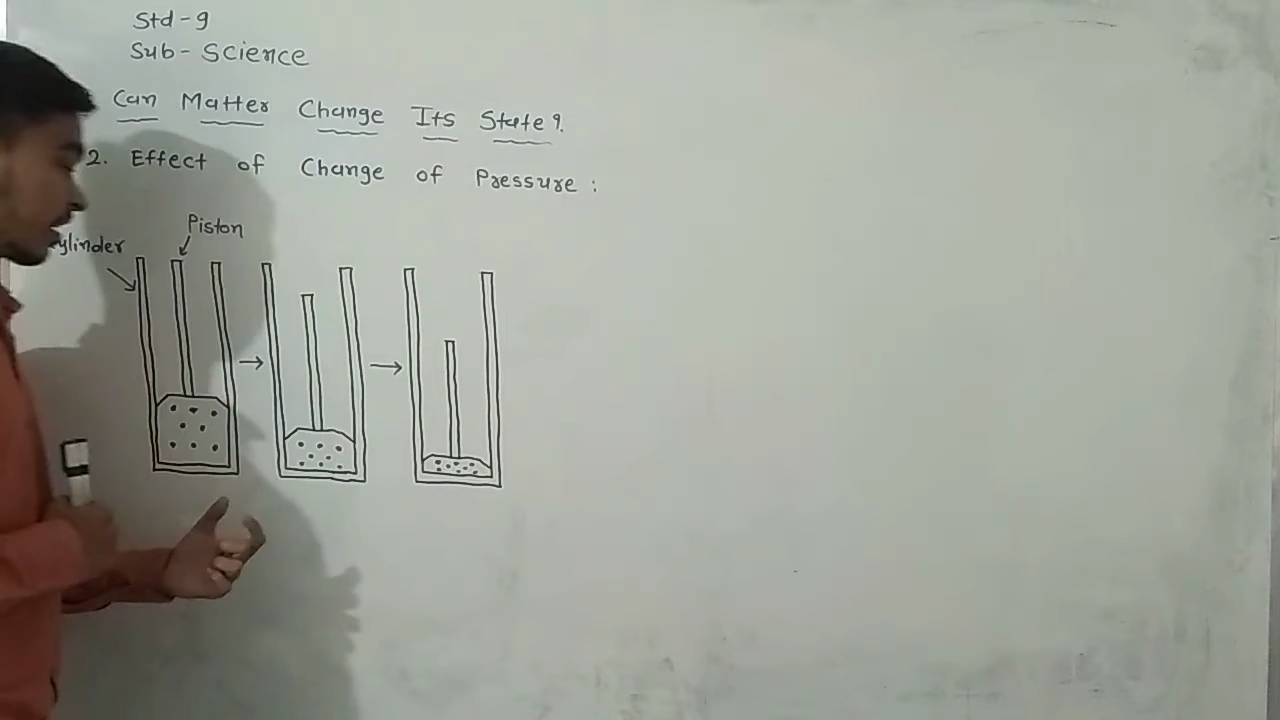 Std - 9
Sub - Science
Can Matter Change Its State ?
2. Effect of Change of Pressure :
Piston
ylinder